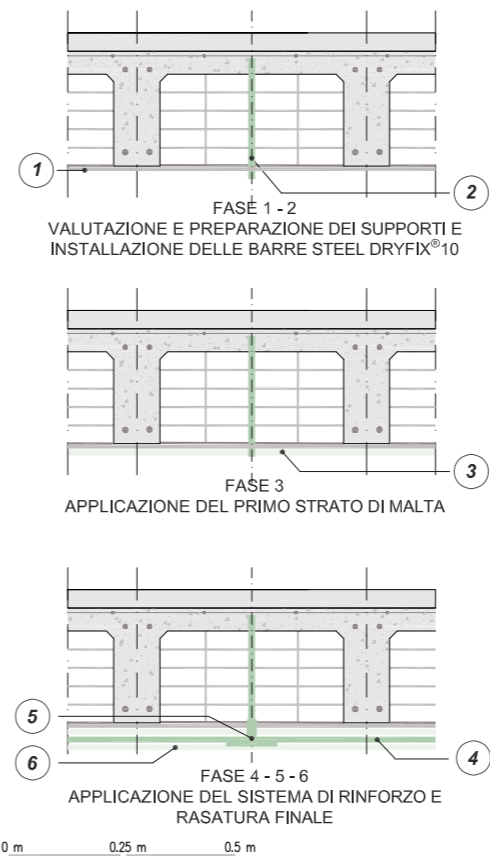 1
2
FASE 1 - 2
VALUTAZIONE E PREPARAZIONE DEI SUPPORTI E
INSTALLAZIONE DELLE BARRE STEEL DRYFIX®10
3
FASE 3
APPLICAZIONE DEL PRIMO STRATO DI MALTA
5
4
6
FASE 4 - 5 - 6
APPLICAZIONE DEL SISTEMA DI RINFORZO E
RASATURA FINALE
0 m 0.25 m 0.5 m